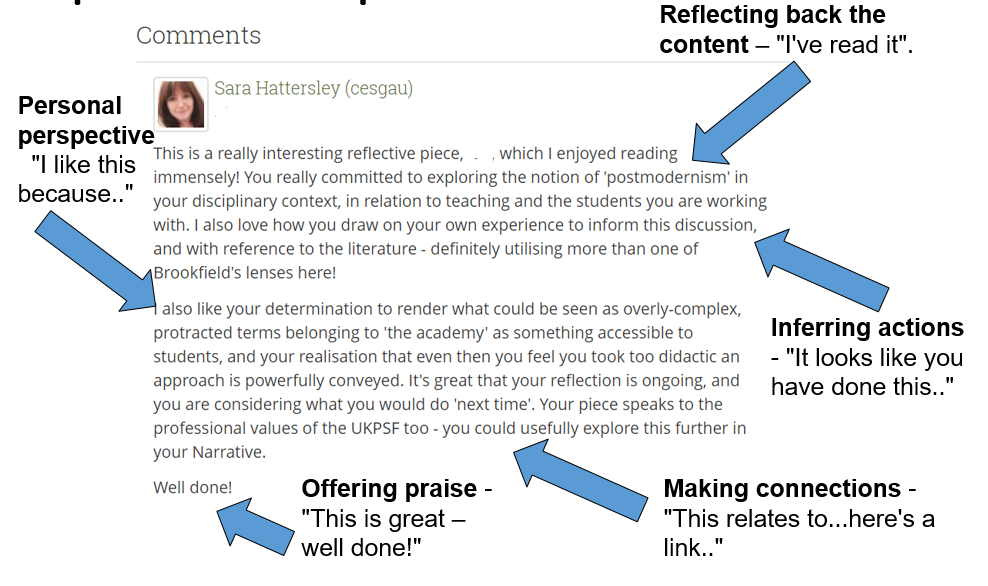 Reflecting back the
content – "I've read it".
Comments
Sara Hattersley (cesgau)
Personal
perspective
"I like this
because.."
This is a really interesting reflective piece, , which I enjoyed reading
immensely! You really committed to exploring the notion of 'postmodernism' in
your disciplinary context, in relation to teaching and the students you are working
with. I also love how you draw on your own experience to inform this discussion,
and with reference to the literature - definitely utilising more than one of
Brookfield's lenses here!
I also like your determination to render what could be seen as overly-complex,
protracted terms belonging to 'the academy' as something accessible to
students, and your realisation that even then you feel you took too didactic an
approach is powerfully conveyed. It's great that your reflection is ongoing, and
you are considering what you would do 'next time'. Your piece speaks to the
professional values of the UKPSF too - you could usefully explore this further in
your Narrative.
Well done!
Inferring actions
- "It looks like you
have done this.."
Offering praise -
"This is great –
well done!"
Making connections -
"This relates to...here's a
link.."